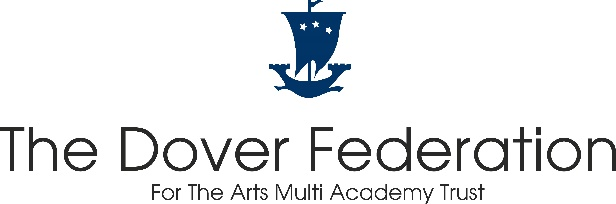 The Dover Federation
For The Arts Multi Academy Trust